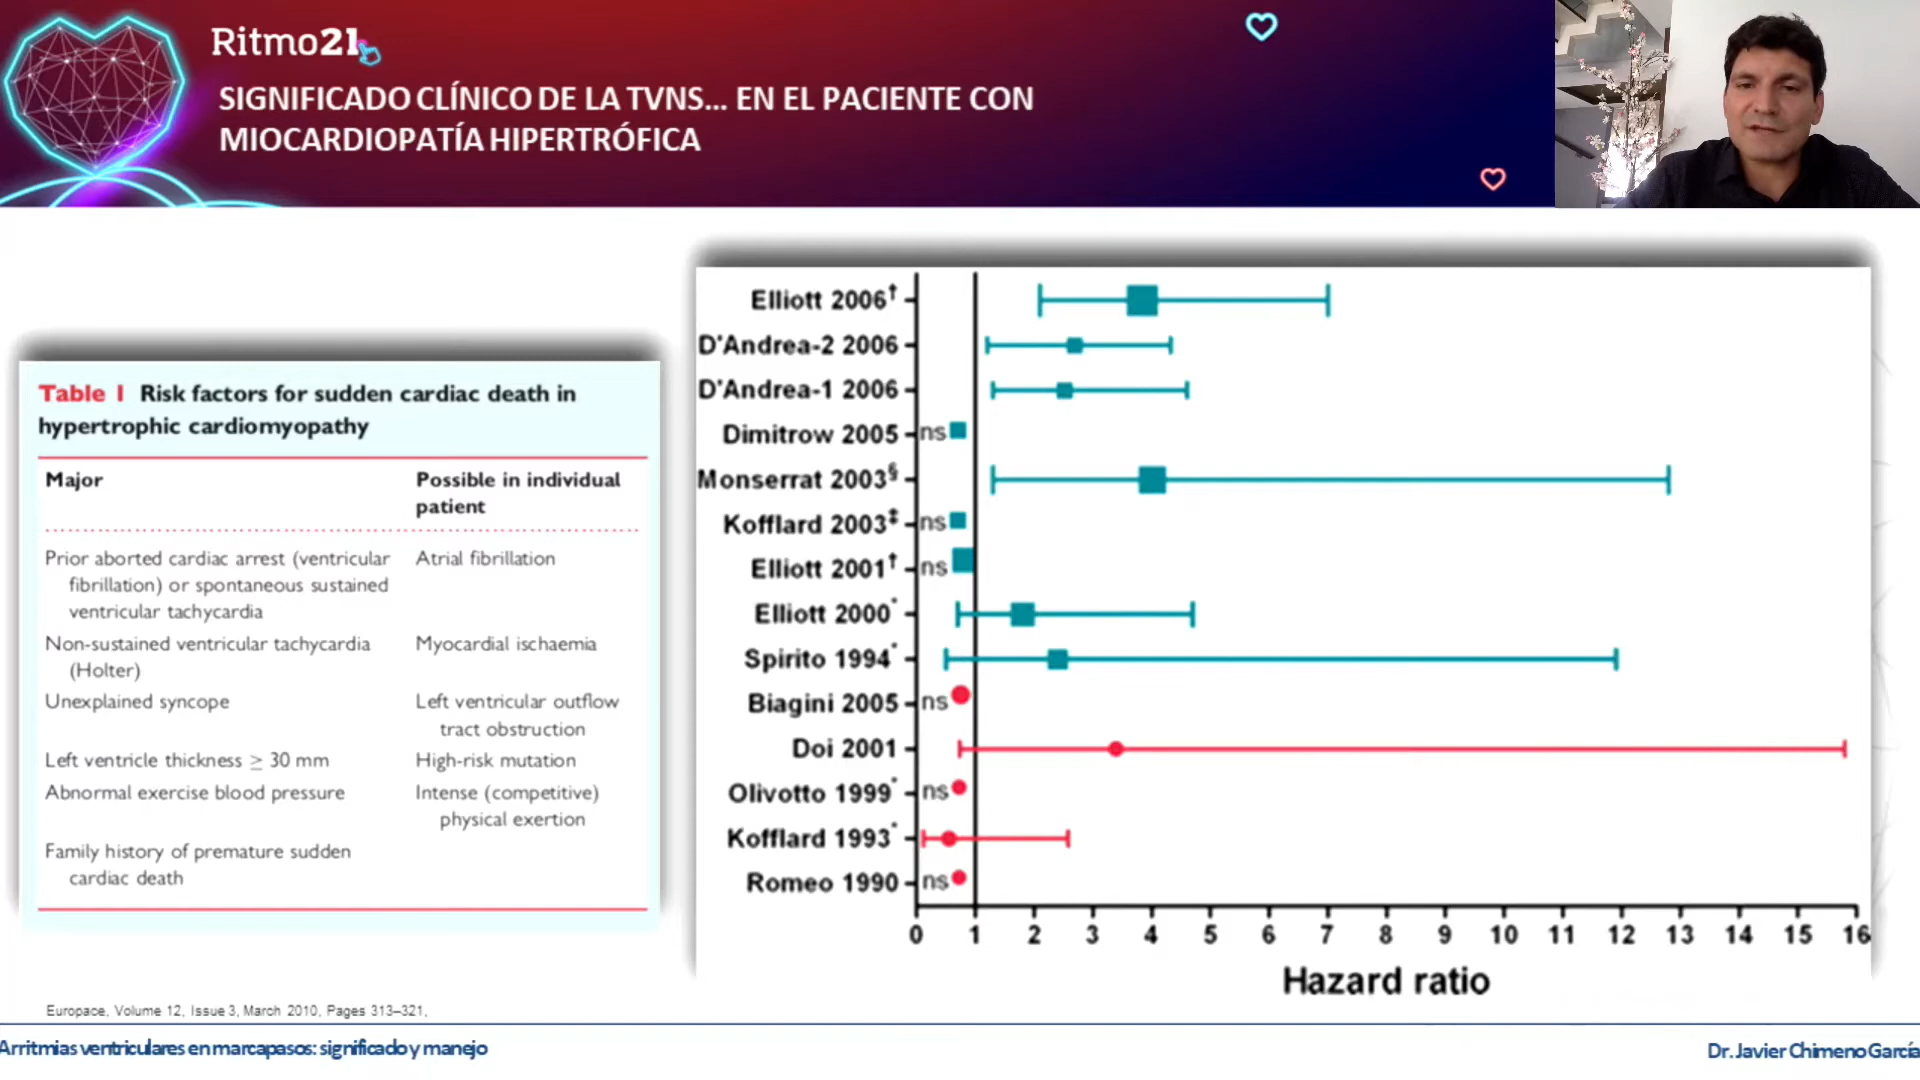 Ritmo21
SIGNIFICADO CLÍNICO DE LA TVNS... EN EL PACIENTE CON
MIOCARDIOPATÍA HIPERTRÓFICA
Table 1 Risk factors for sudden cardiac death in
hypertrophic cardiomyopathy
Major
Possible in individual
patient
Prior aborted cardiac arrest (ventricular
fibrillation) or spontaneous sustained
ventricular tachycardia
Atrial fibrillation
Non-sustained ventricular tachycardia
(Holter)
Myocardial ischaemia
Unexplained syncope
Left ventricular outflow
tract obstruction
Left ventricle thickness ≥ 30 mm
High-risk mutation
Abnormal exercise blood pressure
Intense (competitive)
physical exertion
Family history of premature sudden
cardiac death
Elliott 2006†
D'Andrea-2 2006
D'Andrea-1 2006
Dimitrow 2005 ns
Monserrat 2003§
Kofflard 2003‡ ns
Elliott 2001† ns
Elliott 2000*
Spirito 1994*
Biagini 2005 ns
Doi 2001
Olivotto 1999* ns
Kofflard 1993*
Romeo 1990 ns
0 1 2 3 4 5 6 7 8 9 10 11 12 13 14 15 16
Hazard ratio
Europace, Volume 12, Issue 3, March 2010, Pages 313–321,
Arritmias ventriculares en marcapasos: significado y manejo
Dr. Javier Chimeno García